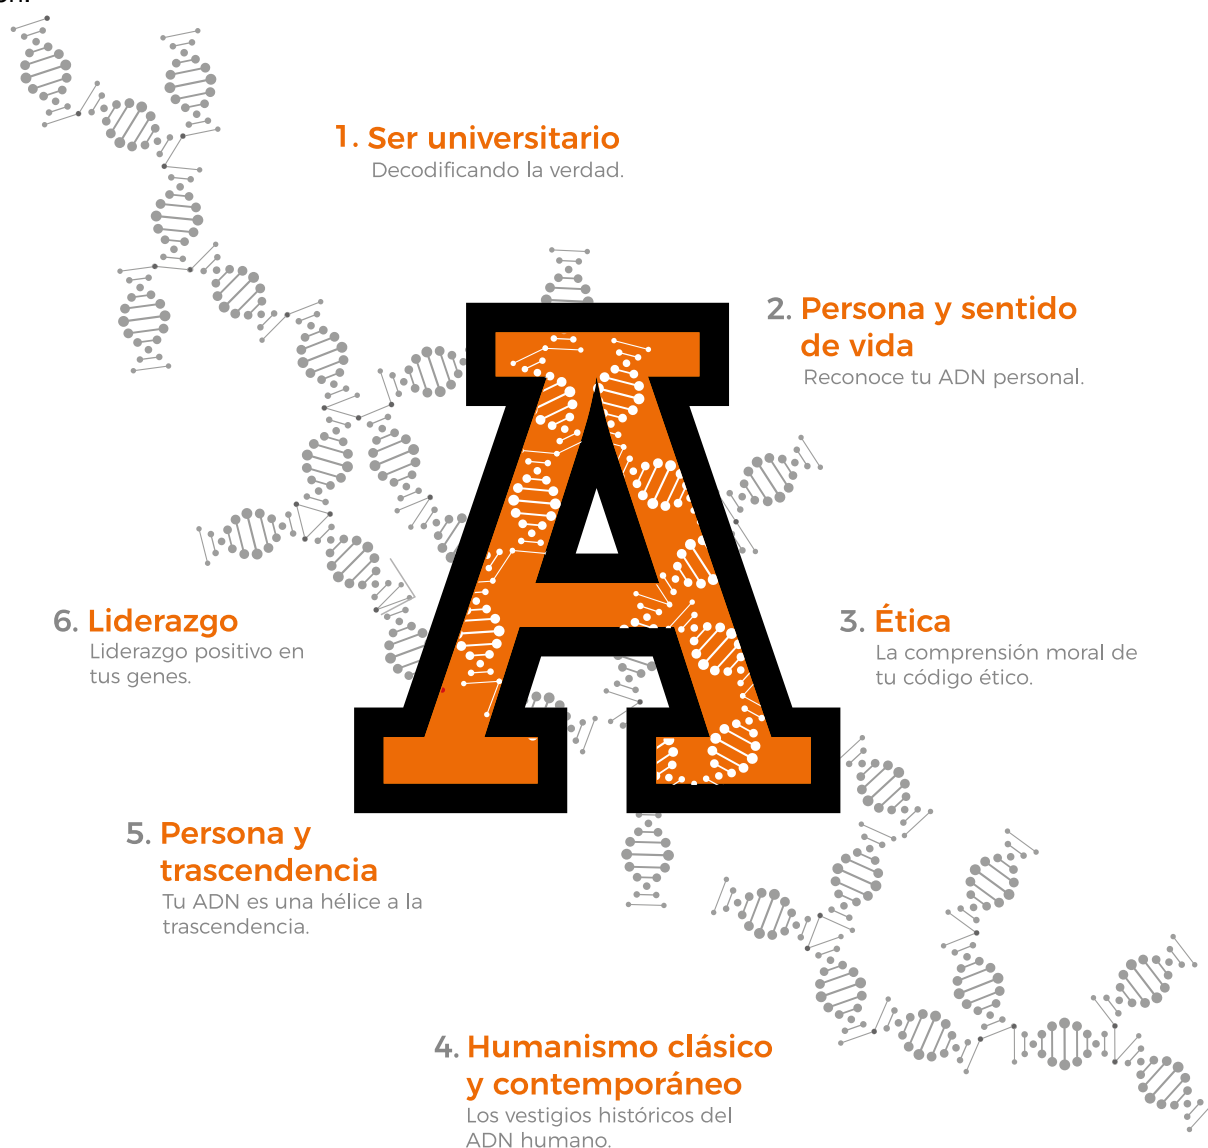 1. Ser universitario
Decodificando la verdad.
2. Persona y sentido
de vida
Reconoce tu ADN personal.
A
6. Liderazgo
Liderazgo positivo en
tus genes.
3. Ética
La comprensión moral de
tu código ético.
5. Persona y
trascendencia
Tu ADN es una hélice a la
trascendencia.
4. Humanismo clásico
y contemporáneo
Los vestigios históricos del
ADN humano.